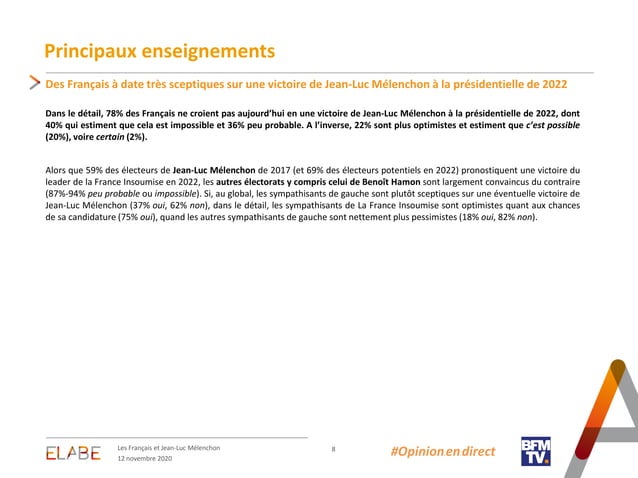 Principaux enseignements
Des Français à date très sceptiques sur une victoire de Jean-Luc Mélenchon à la présidentielle de 2022
Dans le détail, 78% des Français ne croient pas aujourd’hui en une victoire de Jean-Luc Mélenchon à la présidentielle de 2022, dont
40% qui estiment que cela est impossible et 36% peu probable. A l’inverse, 22% sont plus optimistes et estiment que c’est possible
(20%), voire certain (2%).
Alors que 59% des électeurs de Jean-Luc Mélenchon de 2017 (et 69% des électeurs potentiels en 2022) pronostiquent une victoire du
leader de la France Insoumise en 2022, les autres électorats y compris celui de Benoît Hamon sont largement convaincus du contraire
(87%-94% peu probable ou impossible). Si, au global, les sympathisants de gauche sont plutôt sceptiques sur une éventuelle victoire de
Jean-Luc Mélenchon (37% oui, 62% non), dans le détail, les sympathisants de La France Insoumise sont optimistes quant aux chances
de sa candidature (75% oui), quand les autres sympathisants de gauche sont nettement plus pessimistes (18% oui, 82% non).
ELABE
Les Français et Jean-Luc Mélenchon
12 novembre 2020
8
#Opinionendirect
BFM
TV.